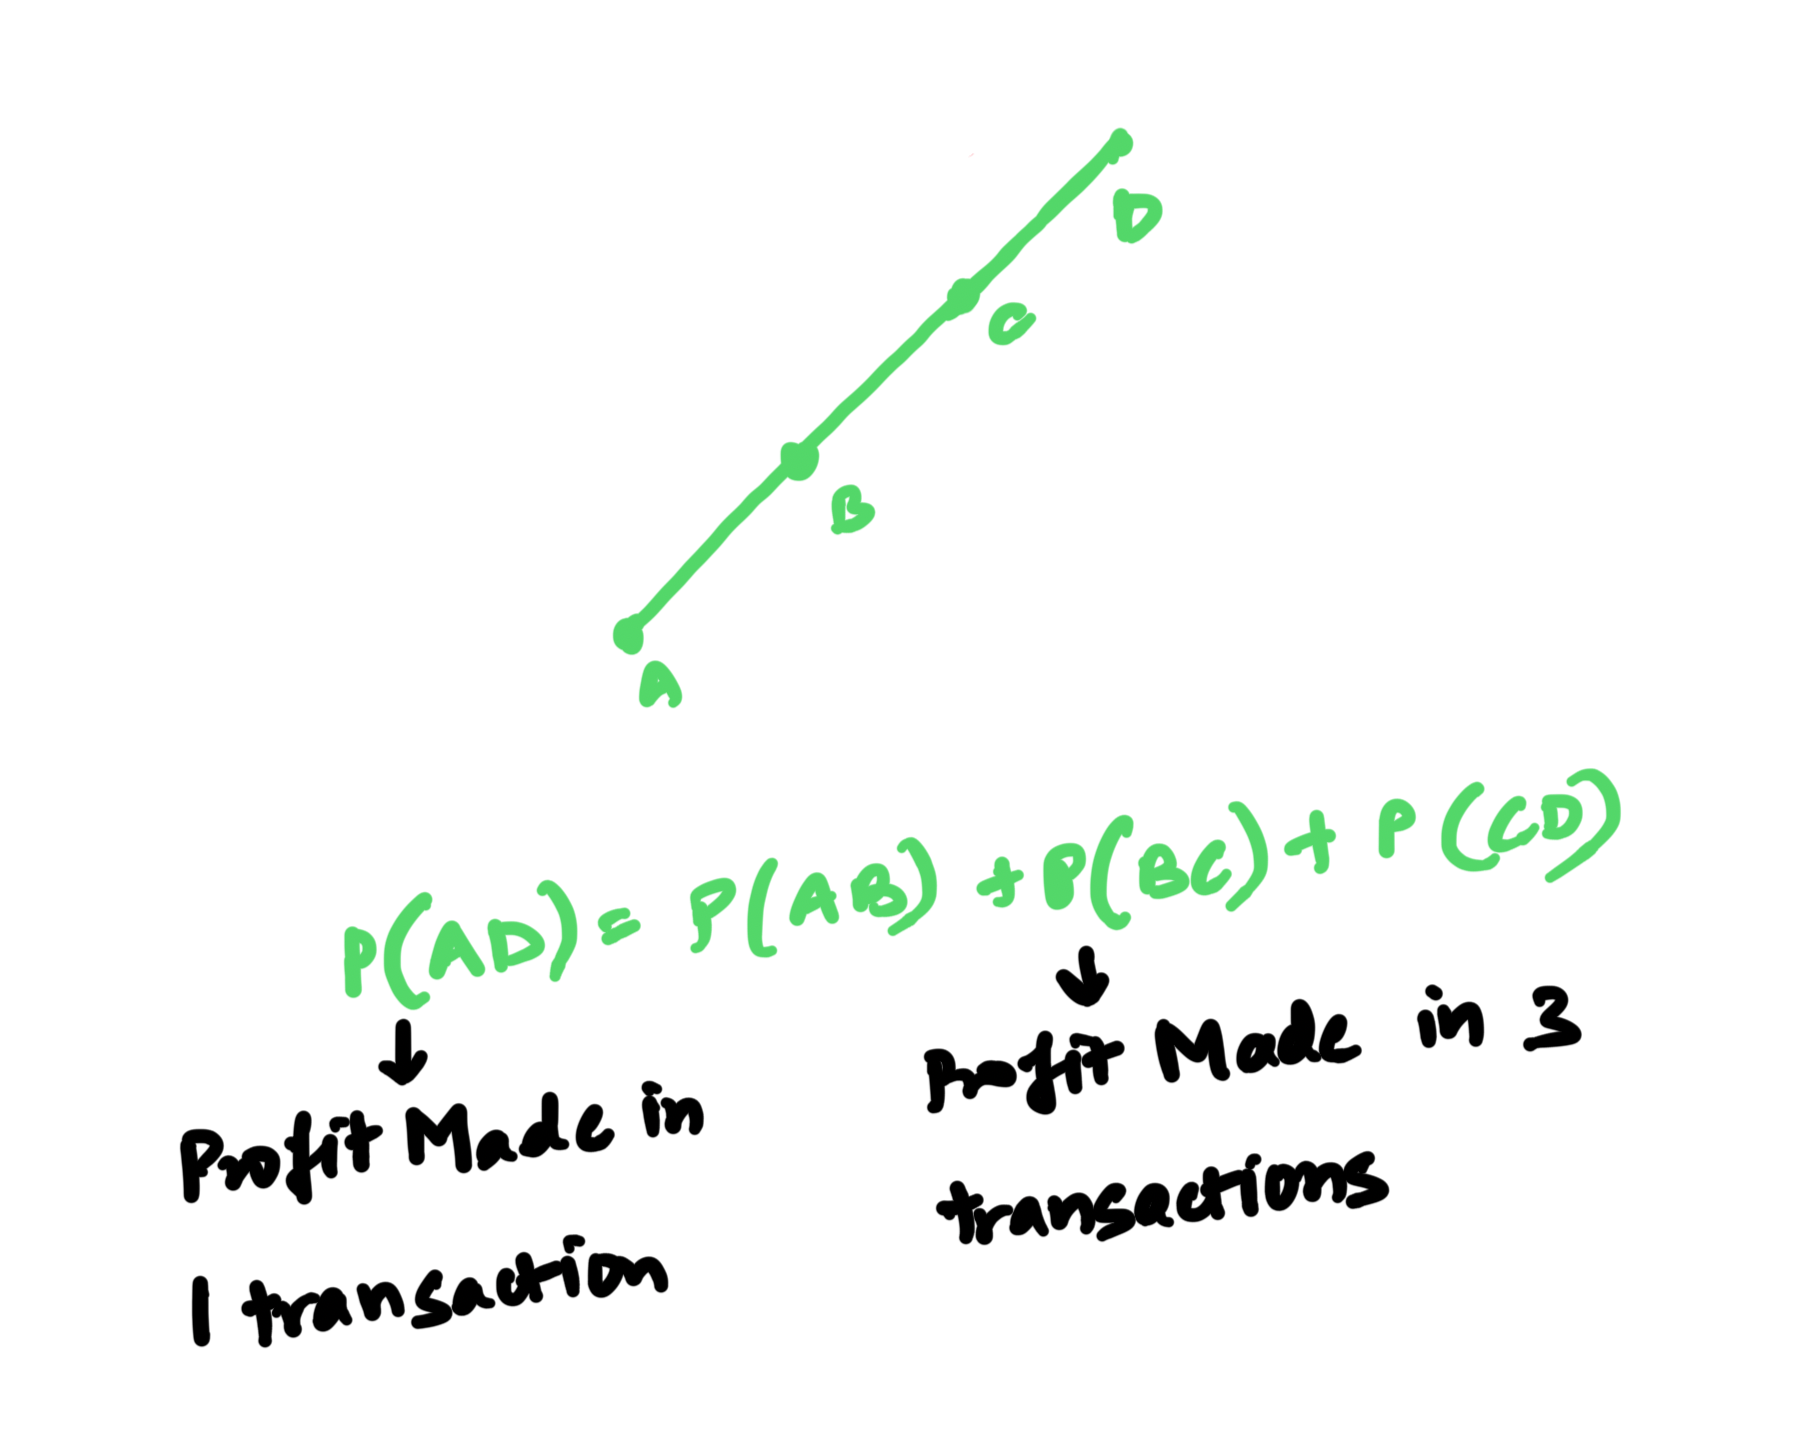 D
C
B
A
P(AD) = P(AB) + P(BC) + P(CD)
Profit Made in
1 transaction
Profit Made in 3
transactions